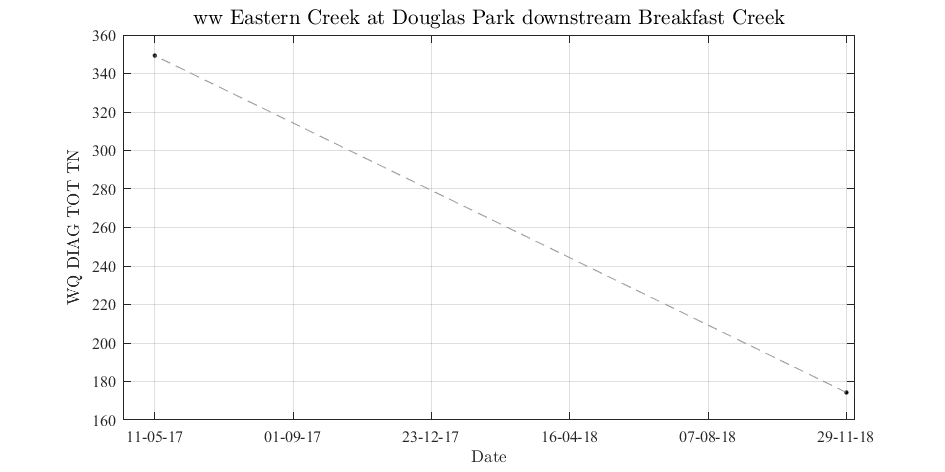 ww Eastern Creek at Douglas Park downstream Breakfast Creek
360
340
320
300
280
260
240
220
200
180
160
WQ DIAG TOT TN
11-05-17 01-09-17 23-12-17 16-04-18 07-08-18 29-11-18
Date